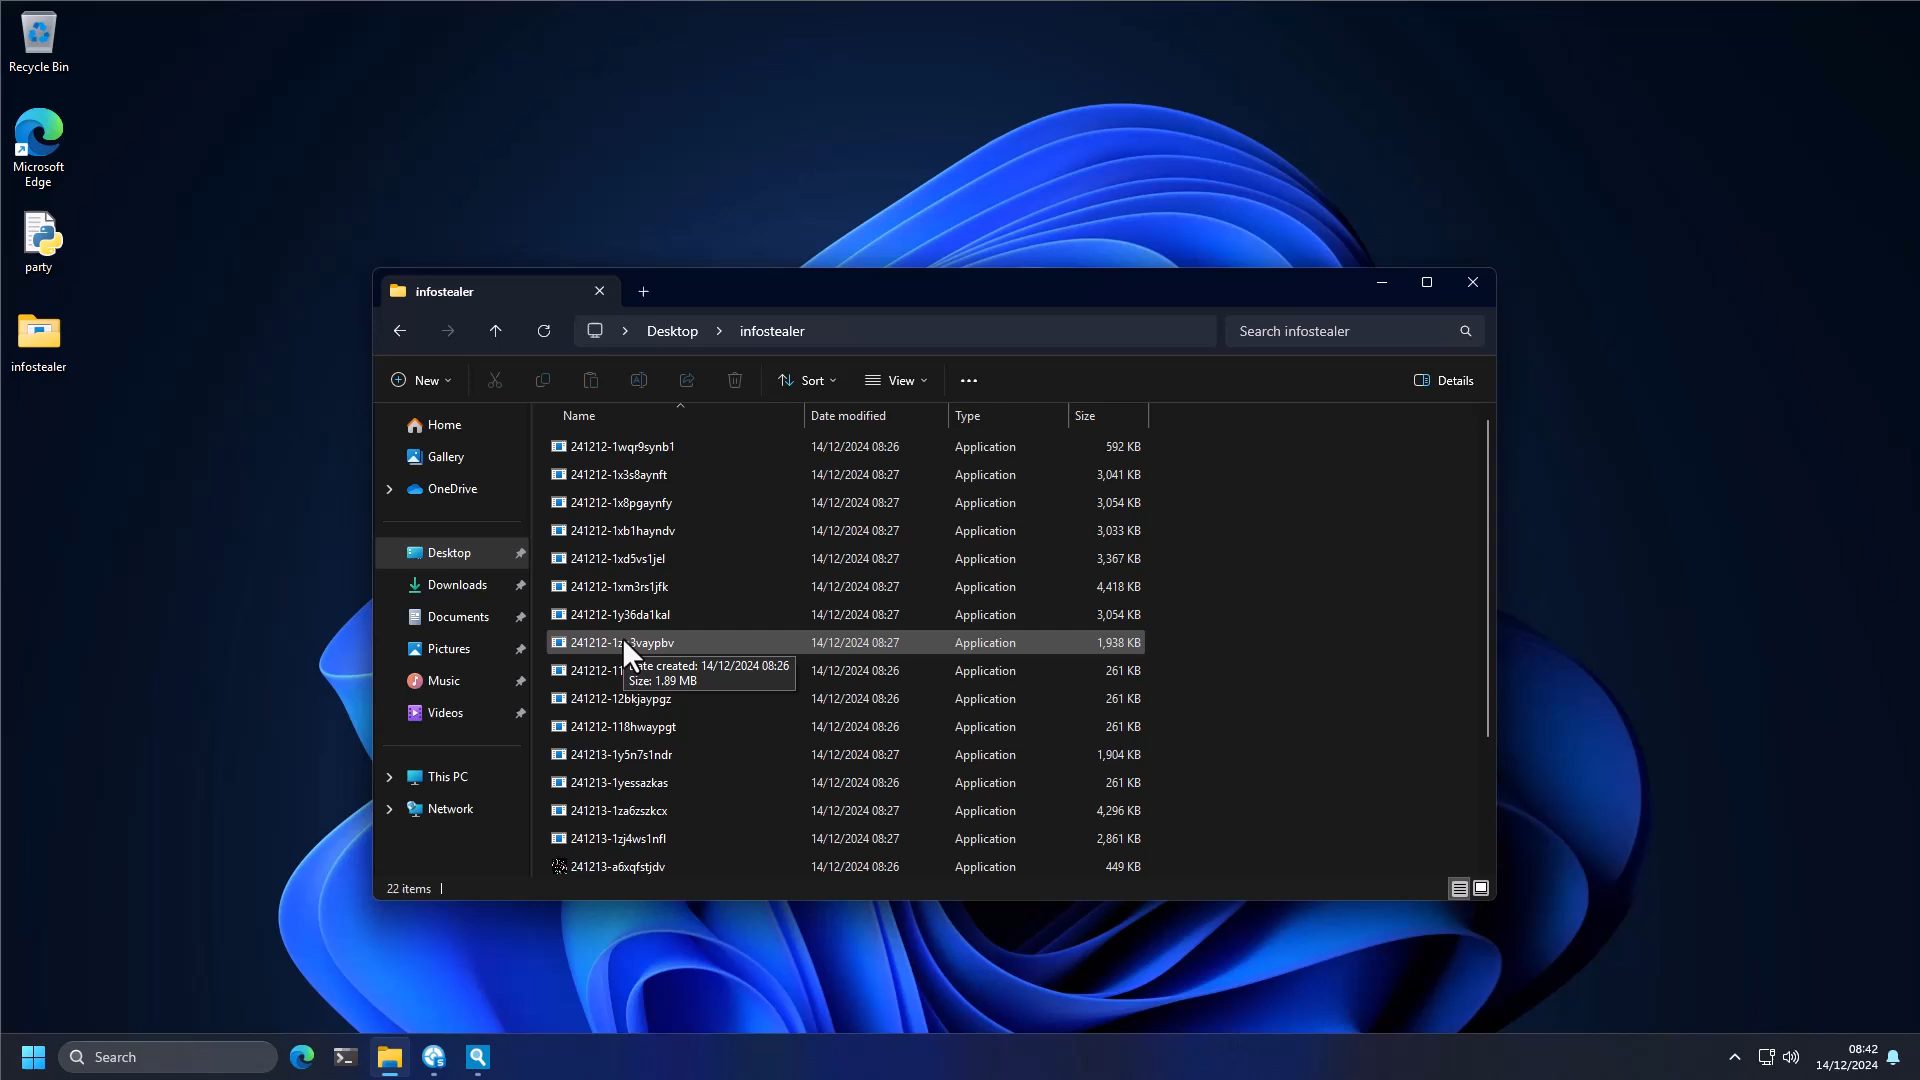 Recycle Bin
Microsoft
Edge
party
infostealer
infostealer
Desktop
infostealer
Search infostealer
New
Sort
View
Details
Home
Gallery
OneDrive
Desktop
Downloads
Documents
Pictures
Music
Videos
This PC
Network
Name Date modified Type Size
241212-1wqr9synb1 14/12/2024 08:26 Application 592 KB
241212-1x3s8aynft 14/12/2024 08:27 Application 3,041 KB
241212-1x8pgaynfy 14/12/2024 08:27 Application 3,054 KB
241212-1xb1hayndv 14/12/2024 08:27 Application 3,033 KB
241212-1xd5vs1jel 14/12/2024 08:27 Application 3,367 KB
241212-1xm3rs1jfk 14/12/2024 08:27 Application 4,418 KB
241212-1y36da1kal 14/12/2024 08:27 Application 3,054 KB
14/12/2024 08:27 Application 1,938 KB
14/12/2024 08:26 Application 261 KB
created: 14/12/2024 08:26
Size: 1.89 MB
241212-12bkjaypgz 14/12/2024 08:26 Application 261 KB
241212-118hwaypgt 14/12/2024 08:26 Application 261 KB
241213-1y5n7s1ndr 14/12/2024 08:27 Application 1,904 KB
241213-1yessazkas 14/12/2024 08:26 Application 261 KB
241213-1za6zszkcx 14/12/2024 08:27 Application 4,296 KB
241213-1zj4ws1nfl 14/12/2024 08:27 Application 2,861 KB
241213-a6xqfstjdv 14/12/2024 08:26 Application 449 KB
22 items
Search
08:42
14/12/2024